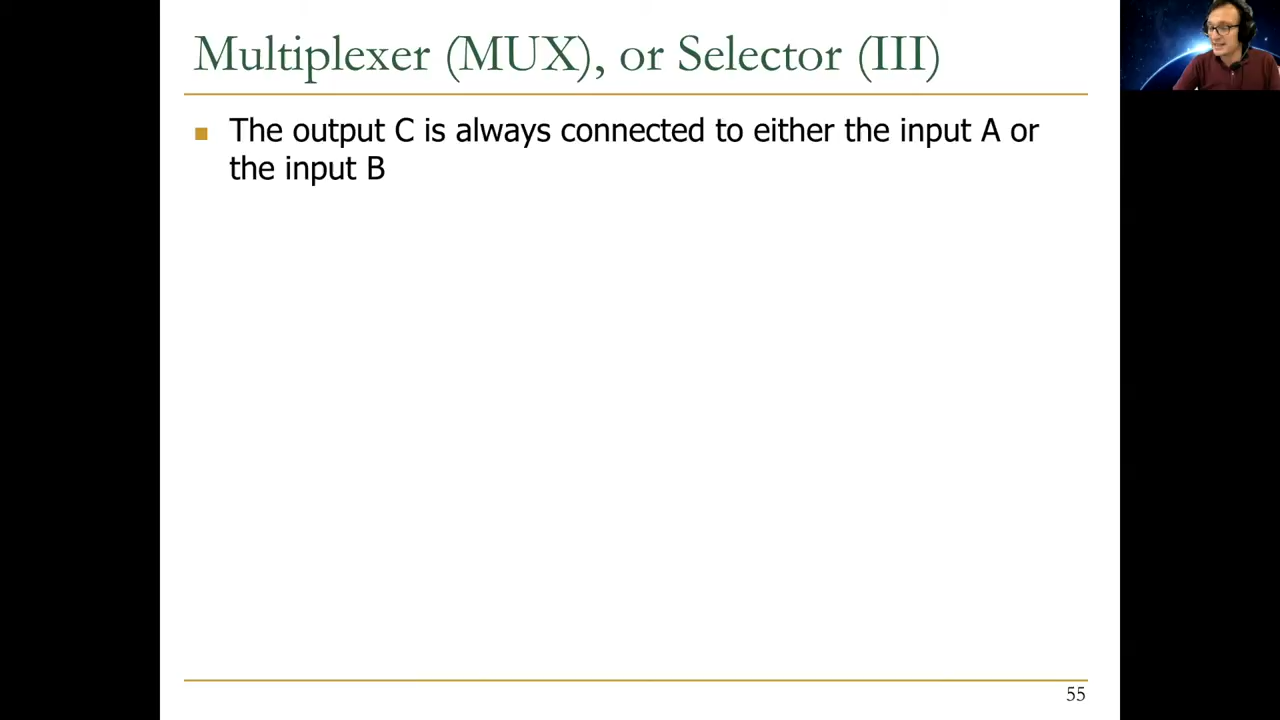 Multiplexer (MUX), or Selector (III)
The output C is always connected to either the input A or
the input B
55